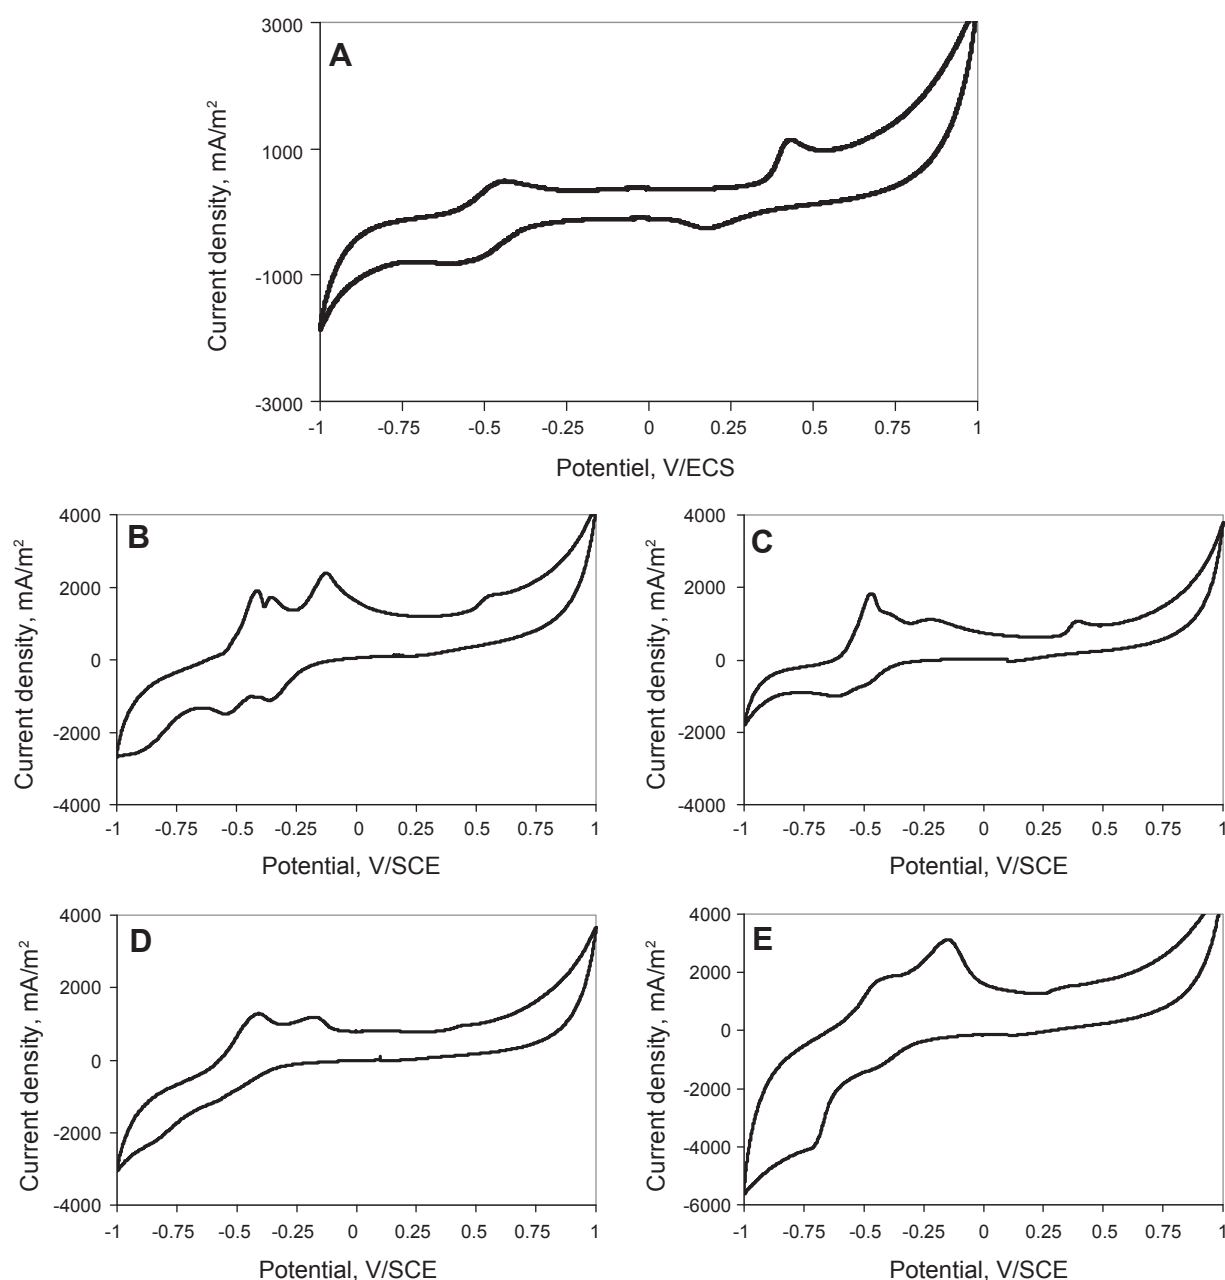 A
3000
1000
-1000
-3000
Current density, mA/m²
-1 -0.75 -0.5 -0.25 0 0.25 0.5 0.75 1
Potentiel, V/ECS
B
4000
2000
0
-2000
-4000
Current density, mA/m²
-1 -0.75 -0.5 -0.25 0 0.25 0.5 0.75 1
Potential, V/SCE
C
4000
2000
0
-2000
-4000
Current density, mA/m²
-1 -0.75 -0.5 -0.25 0 0.25 0.5 0.75 1
Potential, V/SCE
D
4000
2000
0
-2000
-4000
Current density, mA/m²
-1 -0.75 -0.5 -0.25 0 0.25 0.5 0.75 1
Potential, V/SCE
E
4000
2000
0
-2000
-4000
-6000
Current density, mA/m²
-1 -0.75 -0.5 -0.25 0 0.25 0.5 0.75 1
Potential, V/SCE